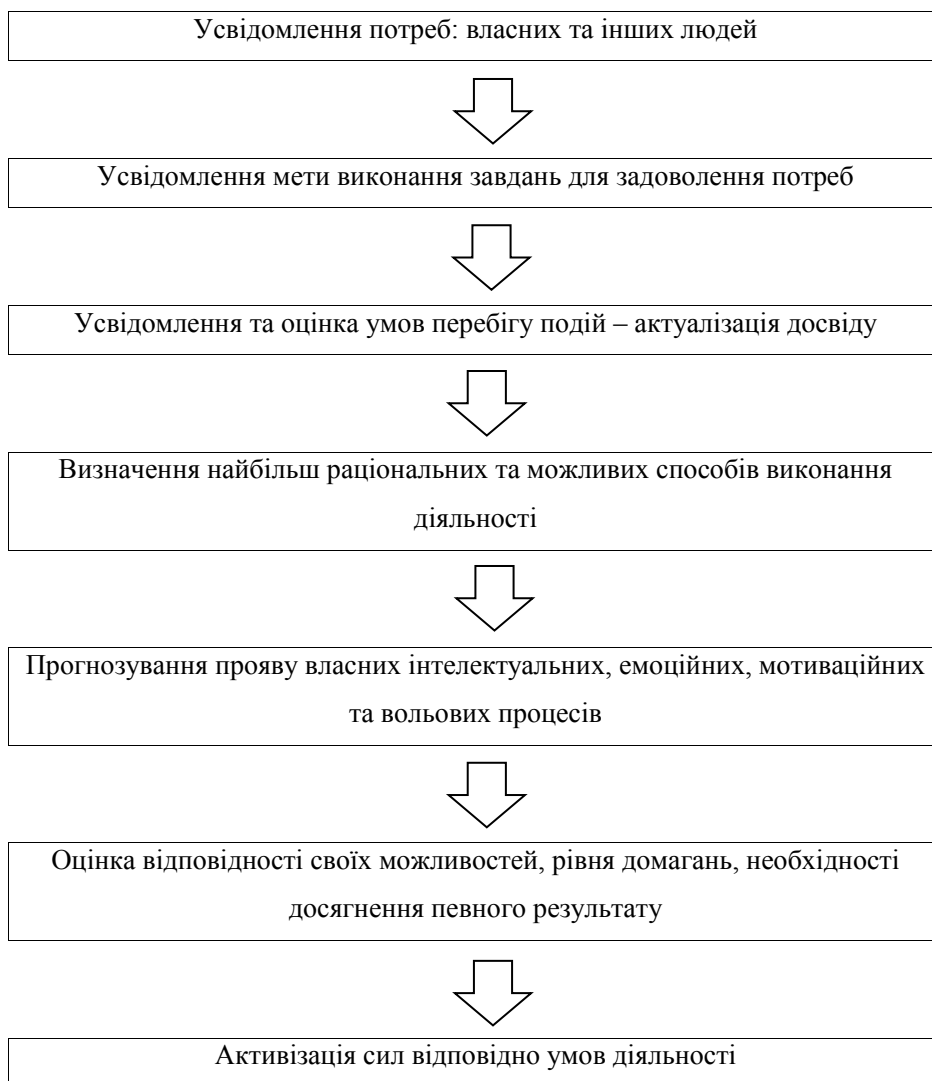 Усвідомлення потреб: власних та інших людей
Усвідомлення мети виконання завдань для задоволення потреб
Усвідомлення та оцінка умов перебігу подій – актуалізація досвіду
Визначення найбільш раціональних та можливих способів виконання
діяльності
Прогнозування прояву власних інтелектуальних, емоційних, мотиваційних
та вольових процесів
Оцінка відповідності своїх можливостей, рівня домагань, необхідності
досягнення певного результату
Активізація сил відповідно умов діяльності